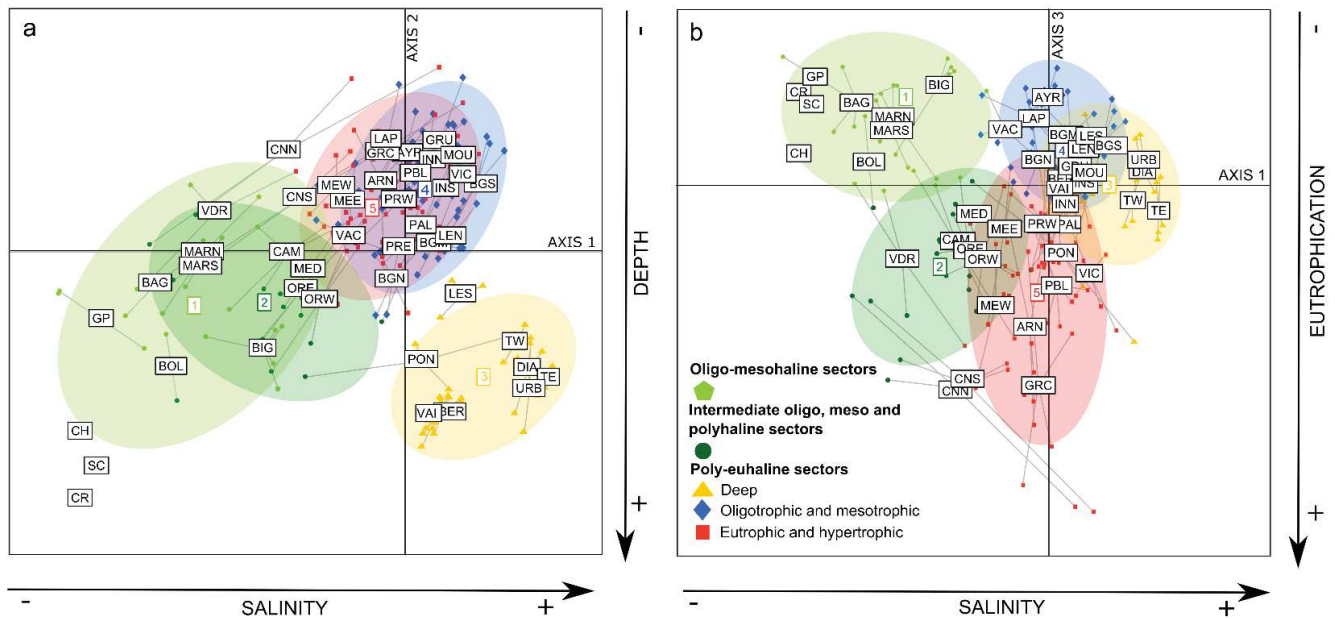 a
AXIS 2
CNN
LAP
GRU
GRC
AYR
INN
MOU
PBL
VIC
MEW
ARN
INS
BGS
CNS
MEE
PRW
4
5
VDR
VAC
PAL
LEN
PRE
AXIS 1
MARN
CAM
MARS
MED
BGN
BAG
ORW
LES
1
2
GP
BIG
BOL
PON
TW
DIA
TE
3
URB
VAI
BER
CH
SC
CR
-
DEPTH
+
-
SALINITY
+
b
AXIS 3
GP
BIG
CR
SC
BAG
1
AYR
MARN
LAP
MARS
VAC
BGM
LES
CH
BOL
BGN
4
LEN
BGS
URB
MOU
DIA
VAI
INS
3
AXIS 1
INN
TW
TE
MED
MEE
PRW
PAL
CAM
VDR
2
ORW
PON
VIC
PBL
5
MEW
ARN
CNS
CNN
GRC
Oligo-mesohaline sectors
Intermediate oligo, meso and
polyhaline sectors
Poly-euhaline sectors
Deep
Oligotrophic and mesotrophic
Eutrophic and hypertrophic
-
EUTROPHICATION
+
-
SALINITY
+